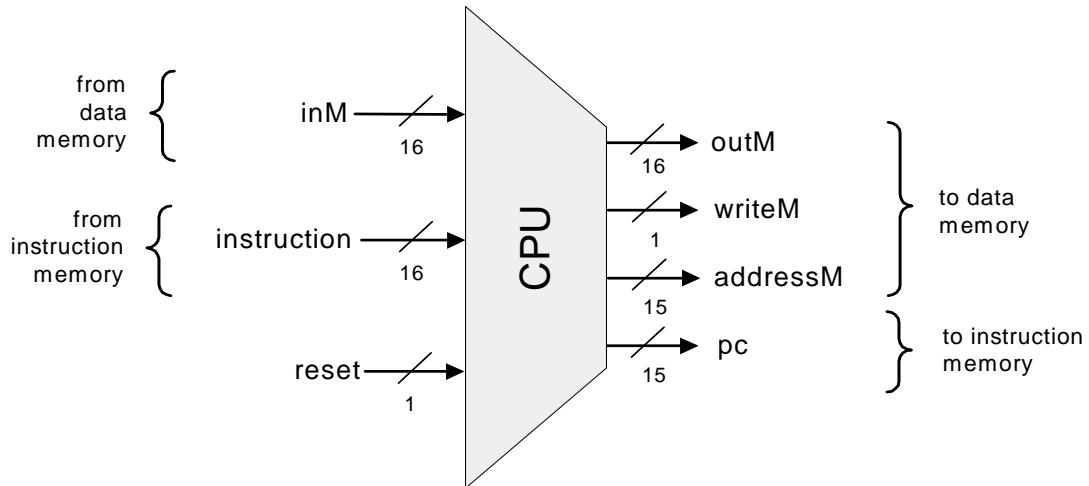 from
data
memory
inM
16
from
instruction
memory
instruction
16
reset
1
CPU
outM
16
writeM
1
addressM
15
pc
15
to data
memory
to instruction
memory